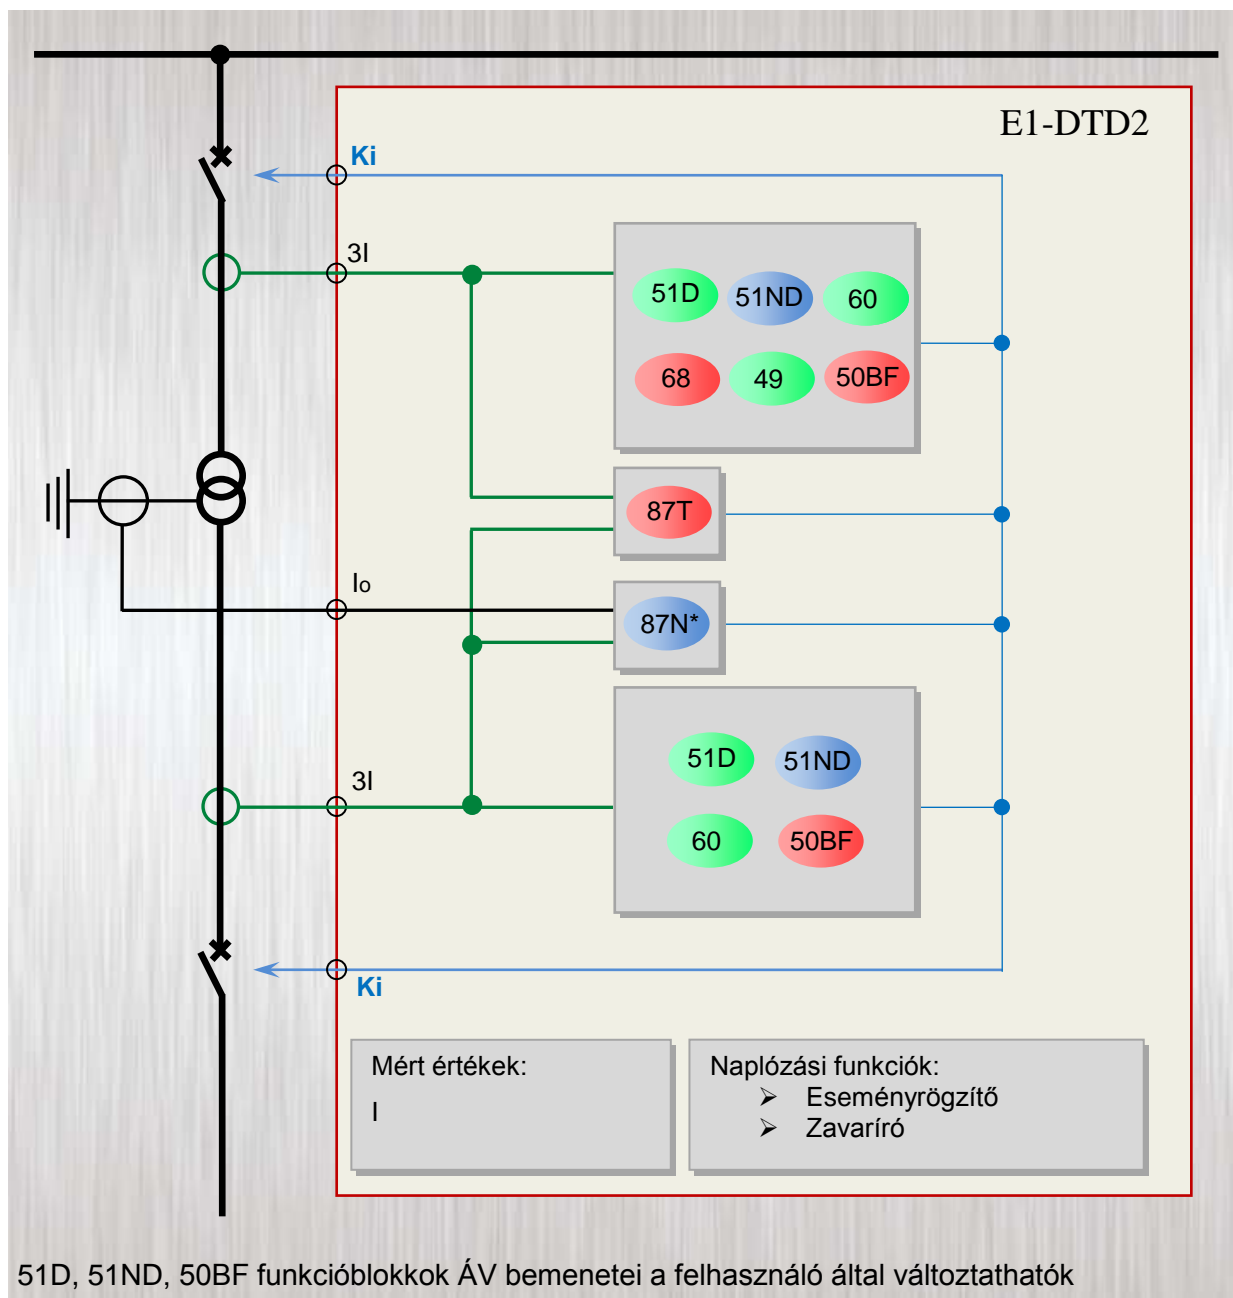 E1-DTD2
Ki
3I
51D 51ND 60
68 49 50BF
87T
Io
87N*
3I
51D 51ND
60 50BF
Ki
Mért értékek:
I
Naplózási funkciók:
➢ Eseményrögzítő
➢ Zavaríró
51D, 51ND, 50BF funkcióblokkok ÁV bemenetei a felhasználó által változtathatók